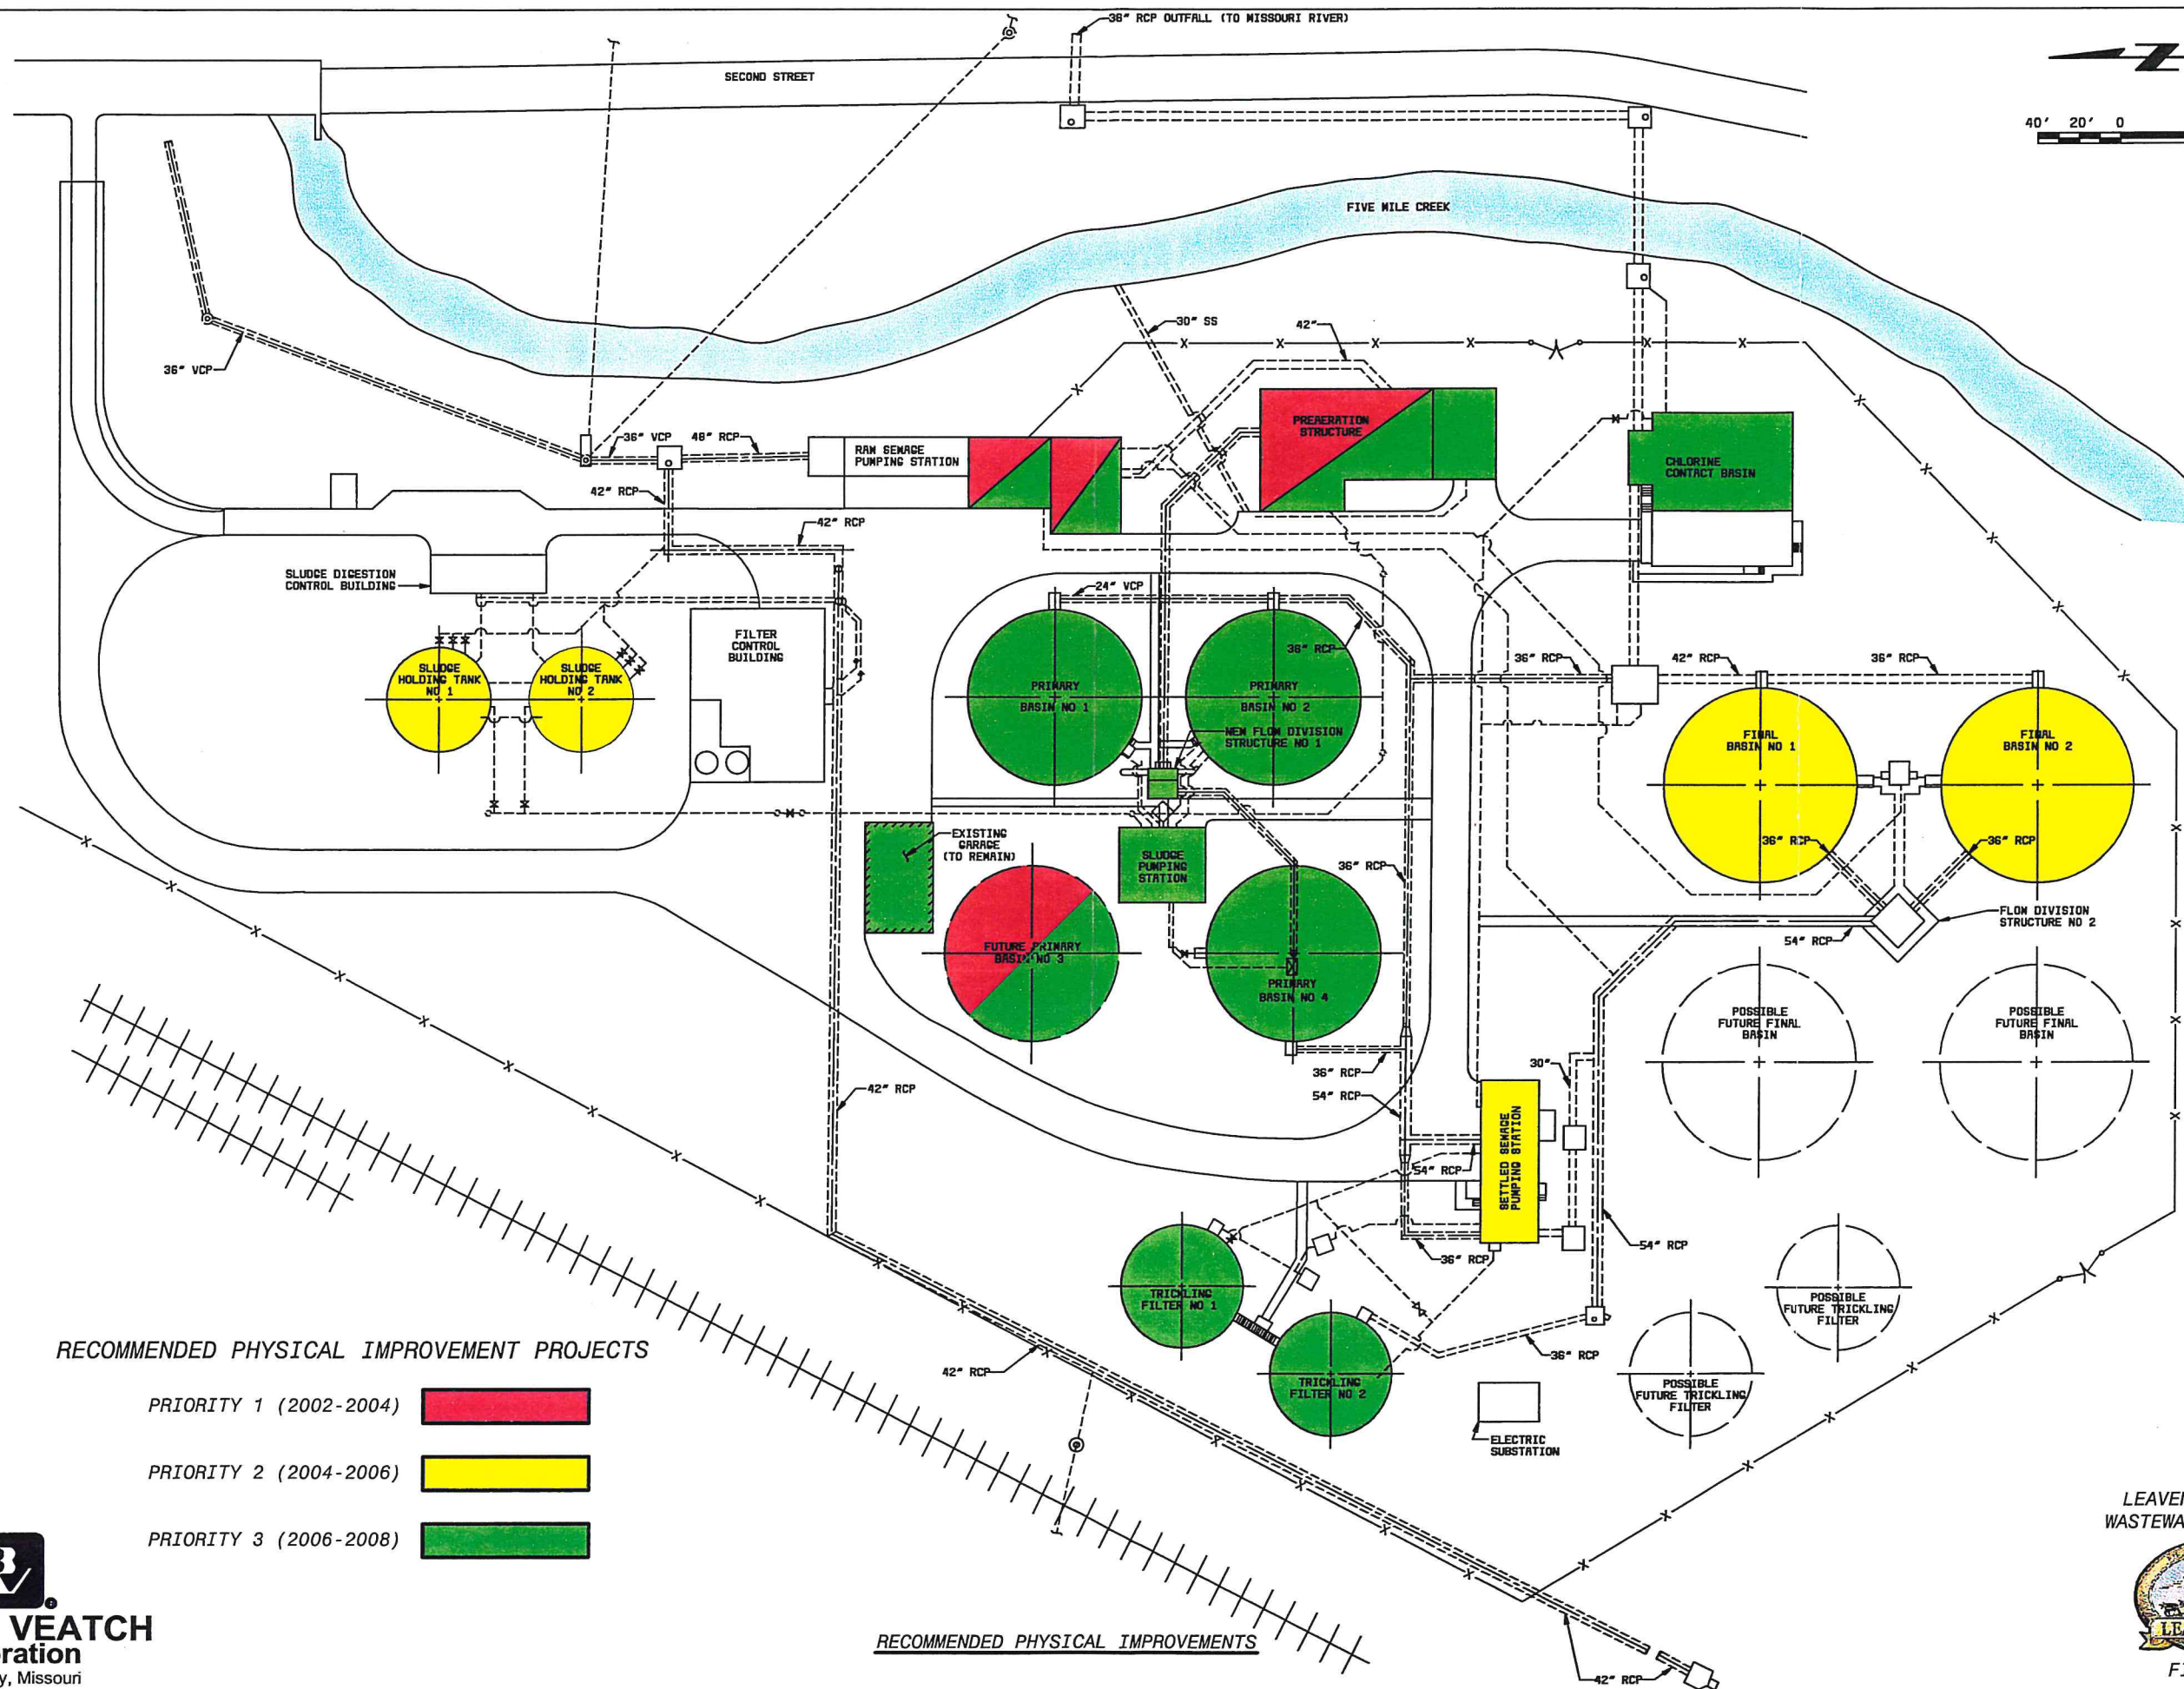 38" RCP OUTFALL (TO MISSOURI RIVER)
SECOND STREET
40' 20' 0
FIVE MILE CREEK
30" SS
42"
36" VCP
PREAERATION
STRUCTURE
36" VCP
48" RCP
RAW SEWAGE
PUMPING STATION
CHLORINE
CONTACT BASIN
42" RCP
42" RCP
SLUDGE DIGESTION
CONTROL BUILDING
24" VCP
FILTER
CONTROL
BUILDING
36" RCP
SLUDGE
HOLDING TANK
NO 1
SLUDGE
HOLDING TANK
NO 2
PRIMARY
BASIN NO 1
PRIMARY
BASIN NO 2
36" RCP
42" RCP
36" RCP
NEW FLOW DIVISION
STRUCTURE NO 1
FINAL
BASIN NO 1
FINAL
BASIN NO 2
EXISTING
GARAGE
(TO REMAIN)
SLUDGE
PUMPING
STATION
36" RCP
36" RCP
36" RCP
FLOW DIVISION
STRUCTURE NO 2
54" RCP
FUTURE PRIMARY
BASIN NO 3
PRIMARY
BASIN NO 4
POSSIBLE
FUTURE FINAL
BASIN
POSSIBLE
FUTURE FINAL
BASIN
36" RCP
30"
42" RCP
54" RCP
SETTLED SEWAGE
PUMPING STATION
54" RCP
36" RCP
54" RCP
TRICKLING
FILTER NO 1
POSSIBLE
FUTURE TRICKLING
FILTER
36" RCP
TRICKLING
FILTER NO 2
POSSIBLE
FUTURE TRICKLING
FILTER
42" RCP
ELECTRIC
SUBSTATION
RECOMMENDED PHYSICAL IMPROVEMENT PROJECTS
PRIORITY 1 (2002-2004)
PRIORITY 2 (2004-2006)
PRIORITY 3 (2006-2008)
VEATCH
ration
y, Missouri
RECOMMENDED PHYSICAL IMPROVEMENTS
42" RCP
LEAVE
WASTEWA
LEA
F